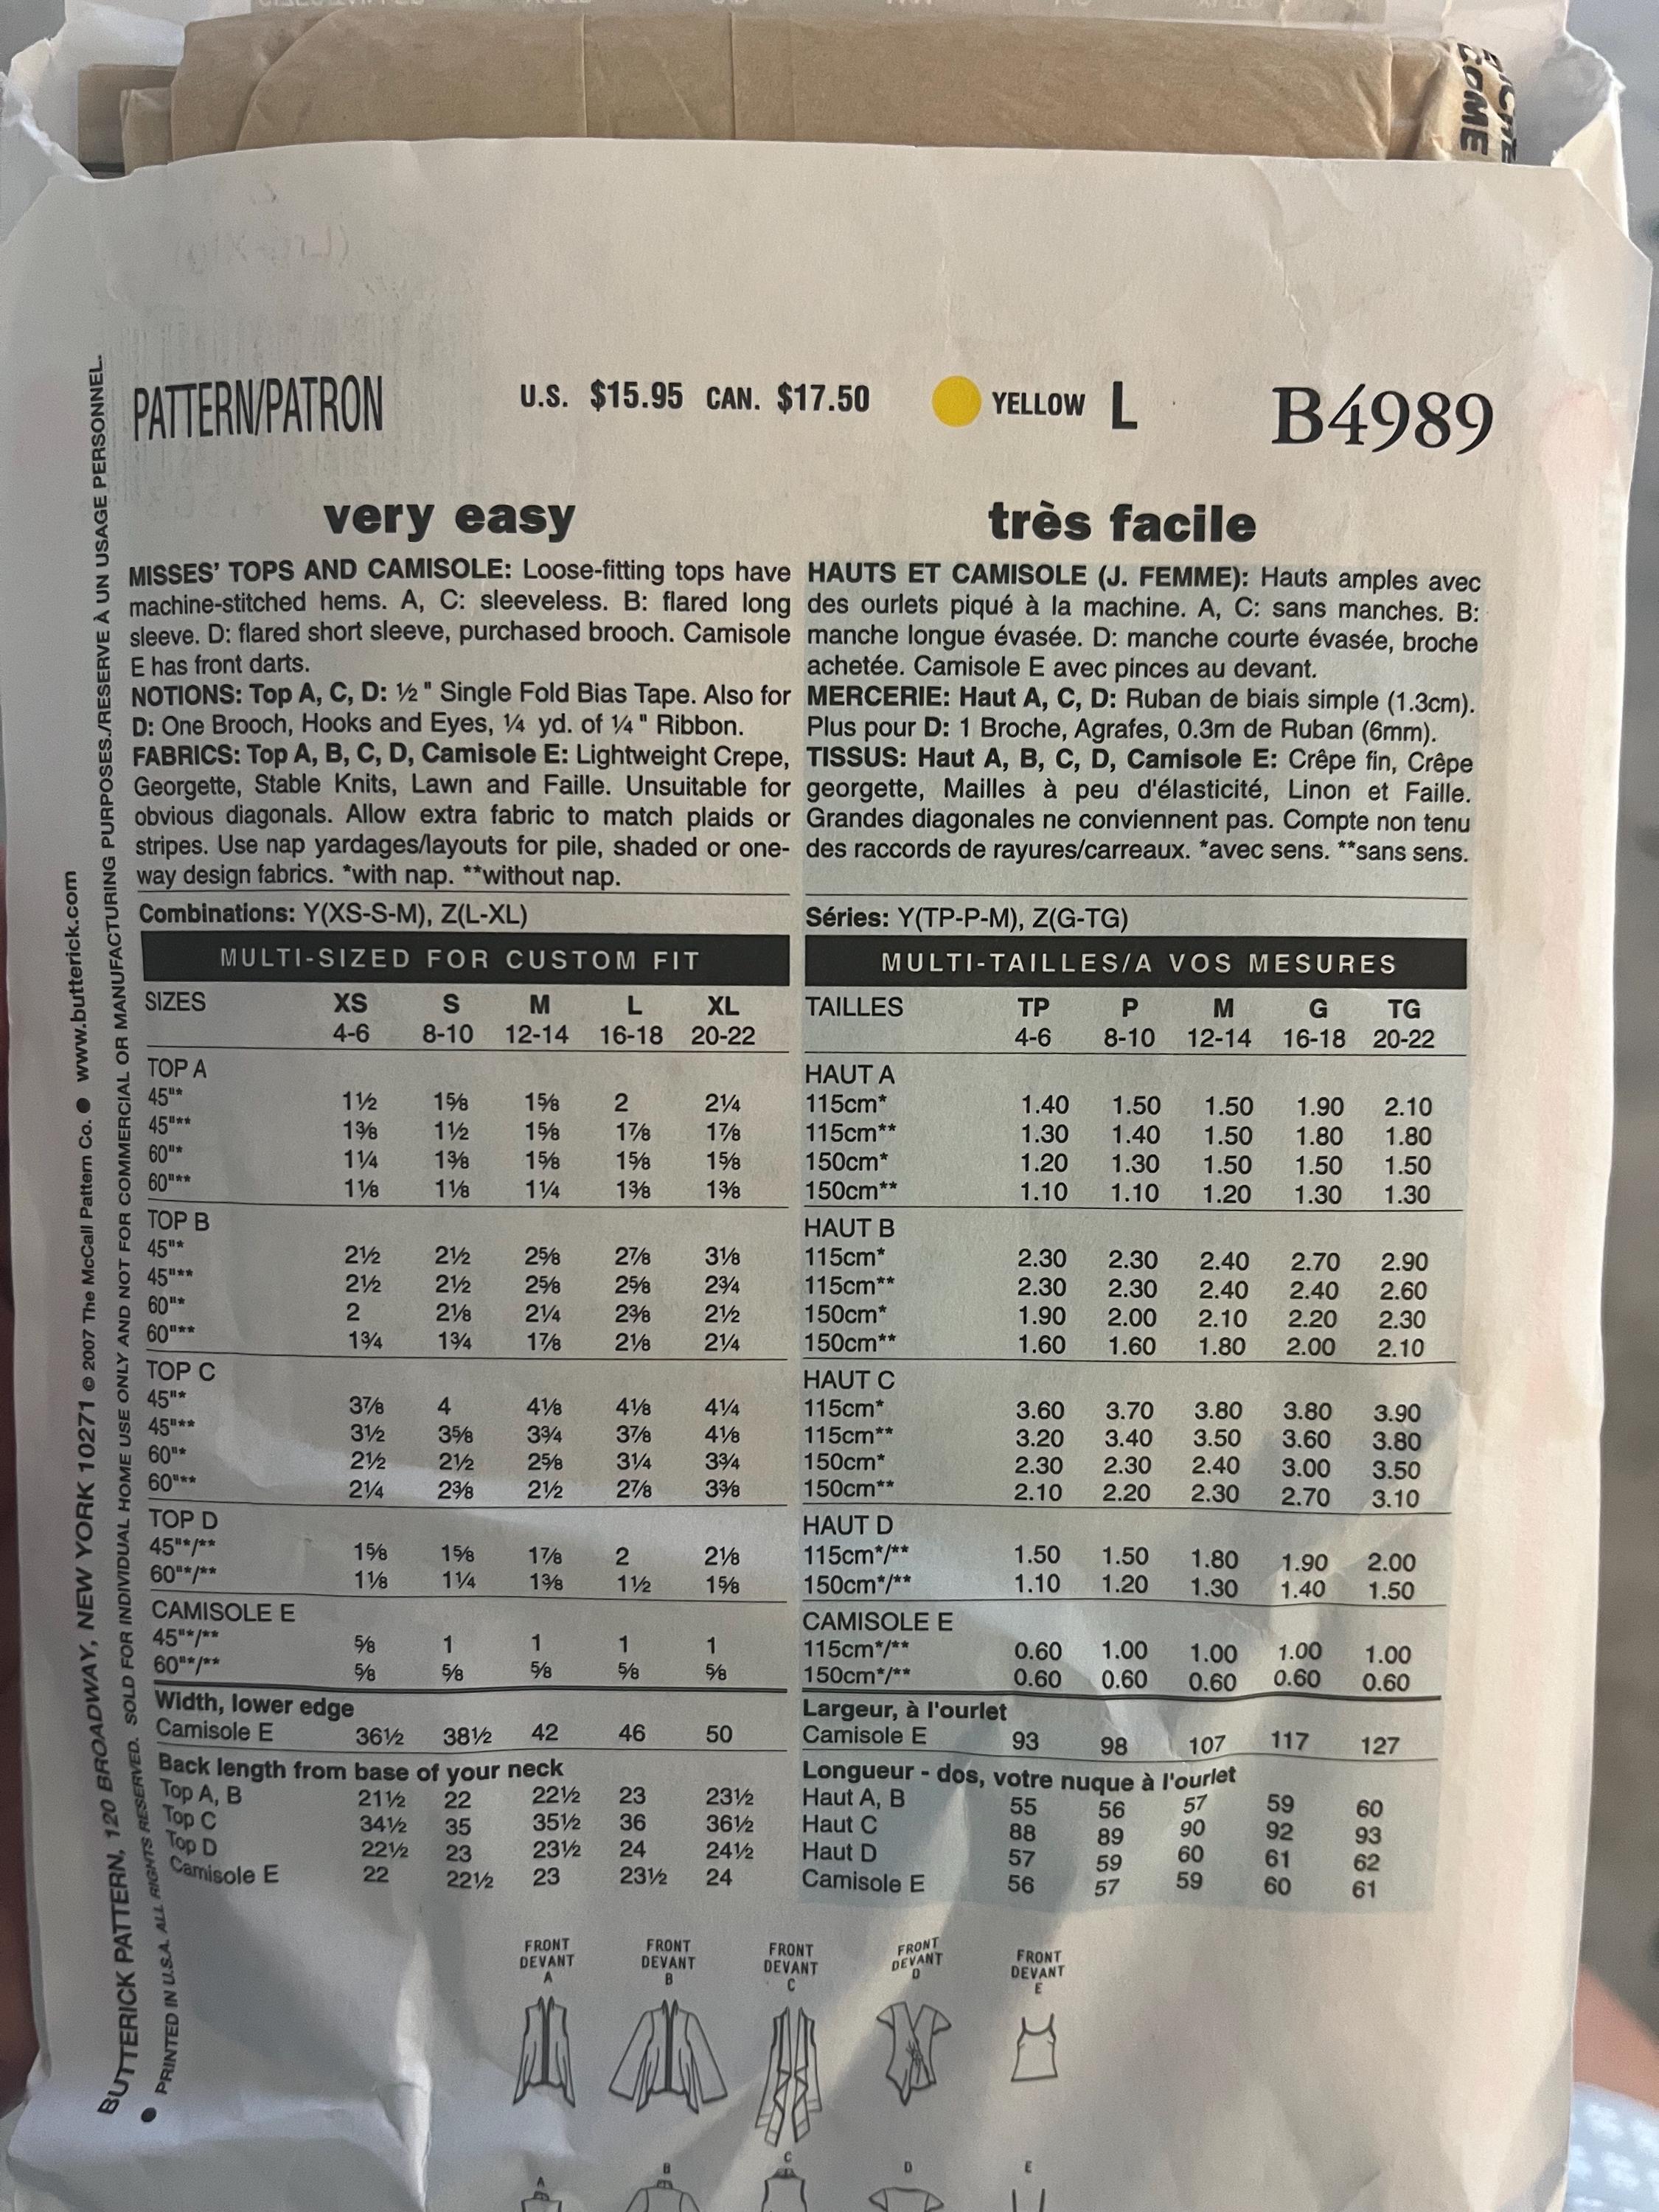 COME
PATTERN/PATRON
U.S. $15.95 CAN. $17.50
YELLOW L
B4989
very easy
MISSES' TOPS AND CAMISOLE: Loose-fitting tops have
machine-stitched hems. A, C: sleeveless. B: flared long
sleeve. D: flared short sleeve, purchased brooch. Camisole
E has front darts.
NOTIONS: Top A, C, D: ½" Single Fold Bias Tape. Also for
D: One Brooch, Hooks and Eyes, ¼ yd. of ¼" Ribbon.
FABRICS: Top A, B, C, D, Camisole E: Lightweight Crepe,
Georgette, Stable Knits, Lawn and Faille. Unsuitable for
obvious diagonals. Allow extra fabric to match plaids or
stripes. Use nap yardages/layouts for pile, shaded or one-
way design fabrics. *with nap. **without nap.
Combinations: Y(XS-S-M), Z(L-XL)
MULTI-SIZED FOR CUSTOM FIT
SIZES XS S M L XL
4-6 8-10 12-14 16-18 20-22
TOP A
45"* 1½ 1⅝ 1⅝ 2 2¼
45"** 1⅜ 1½ 1⅝ 1⅞ 1⅞
60"* 1¼ 1⅜ 1⅝ 1⅝ 1⅝
60"** 1⅛ 1⅛ 1¼ 1⅜ 1⅜
TOP B
45"* 2½ 2½ 2⅝ 2⅞ 3⅛
45"** 2½ 2½ 2⅝ 2⅝ 2¾
60"* 2 2⅛ 2¼ 2⅜ 2½
60"** 1¾ 1¾ 1⅞ 2⅛ 2¼
TOP C
45"* 3⅞ 4 4⅛ 4⅛ 4¼
45"** 3½ 3⅝ 3¾ 3⅞ 4⅛
60"* 2½ 2½ 2⅝ 3¼ 3¾
60"** 2¼ 2⅜ 2½ 2⅞ 3⅜
TOP D
45"*/** 1⅝ 1⅝ 1⅞ 2 2⅛
60"*/** 1⅛ 1¼ 1⅜ 1½ 1⅝
CAMISOLE E
45"*/** ⅝ 1 1 1 1
60"*/** ⅝ ⅝ ⅝ ⅝ ⅝
Width, lower edge
Camisole E 36½ 38½ 42 46 50
Back length from base of your neck
Top A, B 21½ 22 22½ 23 23½
Top C 34½ 35 35½ 36 36½
Top D 22½ 23 23½ 24 24½
Camisole E 22 22½ 23 23½ 24
très facile
HAUTS ET CAMISOLE (J. FEMME): Hauts amples avec
des ourlets piqué à la machine. A, C: sans manches. B:
manche longue évasée. D: manche courte évasée, broche
achetée. Camisole E avec pinces au devant.
MERCERIE: Haut A, C, D: Ruban de biais simple (1.3cm).
Plus pour D: 1 Broche, Agrafes, 0.3m de Ruban (6mm).
TISSUS: Haut A, B, C, D, Camisole E: Crêpe fin, Crêpe
georgette, Mailles à peu d'élasticité, Linon et Faille.
Grandes diagonales ne conviennent pas. Compte non tenu
des raccords de rayures/carreaux. *avec sens. **sans sens.
Séries: Y(TP-P-M), Z(G-TG)
MULTI-TAILLES/A VOS MESURES
TAILLES TP P M G TG
4-6 8-10 12-14 16-18 20-22
HAUT A
115cm* 1.40 1.50 1.50 1.90 2.10
115cm** 1.30 1.40 1.50 1.80 1.80
150cm* 1.20 1.30 1.50 1.50 1.50
150cm** 1.10 1.10 1.20 1.30 1.30
HAUT B
115cm* 2.30 2.30 2.40 2.70 2.90
115cm** 2.30 2.30 2.40 2.40 2.60
150cm* 1.90 2.00 2.10 2.20 2.30
150cm** 1.60 1.60 1.80 2.00 2.10
HAUT C
115cm* 3.60 3.70 3.80 3.80 3.90
115cm** 3.20 3.40 3.50 3.60 3.80
150cm* 2.30 2.30 2.40 3.00 3.50
150cm** 2.10 2.20 2.30 2.70 3.10
HAUT D
115cm*/** 1.50 1.50 1.80 1.90 2.00
150cm*/** 1.10 1.20 1.30 1.40 1.50
CAMISOLE E
115cm*/** 0.60 1.00 1.00 1.00 1.00
150cm*/** 0.60 0.60 0.60 0.60 0.60
Largeur, à l'ourlet
Camisole E 93 98 107 117 127
Longueur - dos, votre nuque à l'ourlet
Haut A, B 55 56 57 59 60
Haut C 88 89 90 92 93
Haut D 57 59 60 61 62
Camisole E 56 57 59 60 61
FRONT DEVANT A
FRONT DEVANT B
FRONT DEVANT C
FRONT DEVANT D
FRONT DEVANT E
A B C D E
BUTTERICK PATTERN, 120 BROADWAY, NEW YORK 10271 © 2007 The McCall Pattern Co. ● www.butterick.com
● PRINTED IN U.S.A. ALL RIGHTS RESERVED. SOLD FOR INDIVIDUAL HOME USE ONLY AND NOT FOR COMMERCIAL OR MANUFACTURING PURPOSES./RESERVE À UN USAGE PERSONNEL.